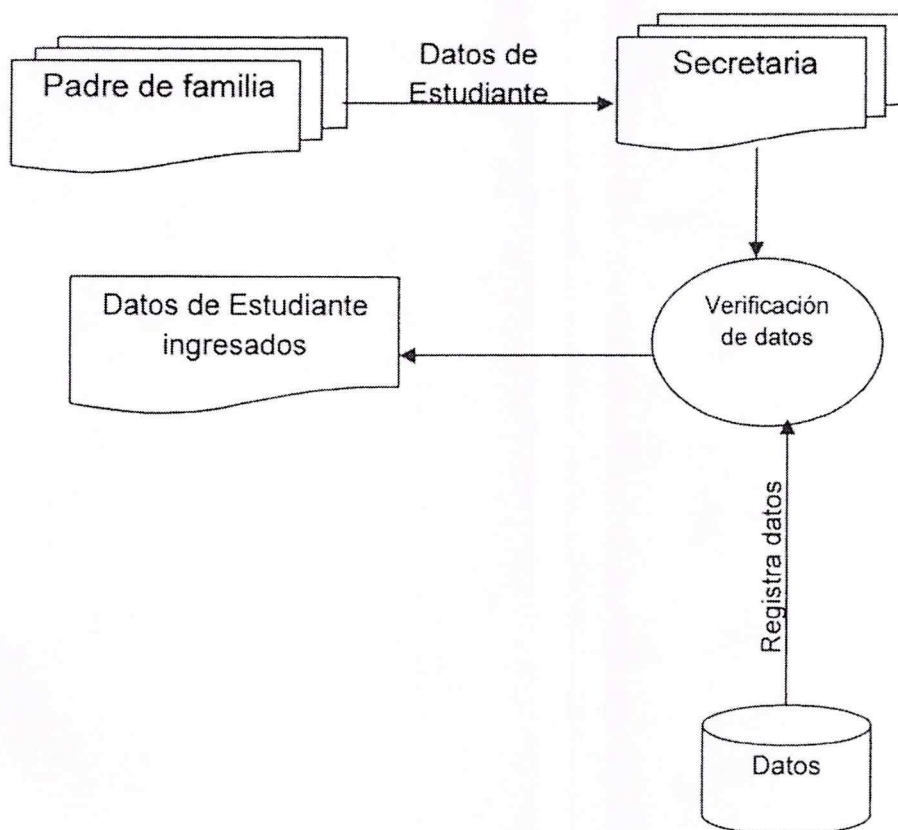 Padre de familia
Datos de
Estudiante
Secretaria
Verificación
de datos
Datos de Estudiante
ingresados
Registra datos
Datos